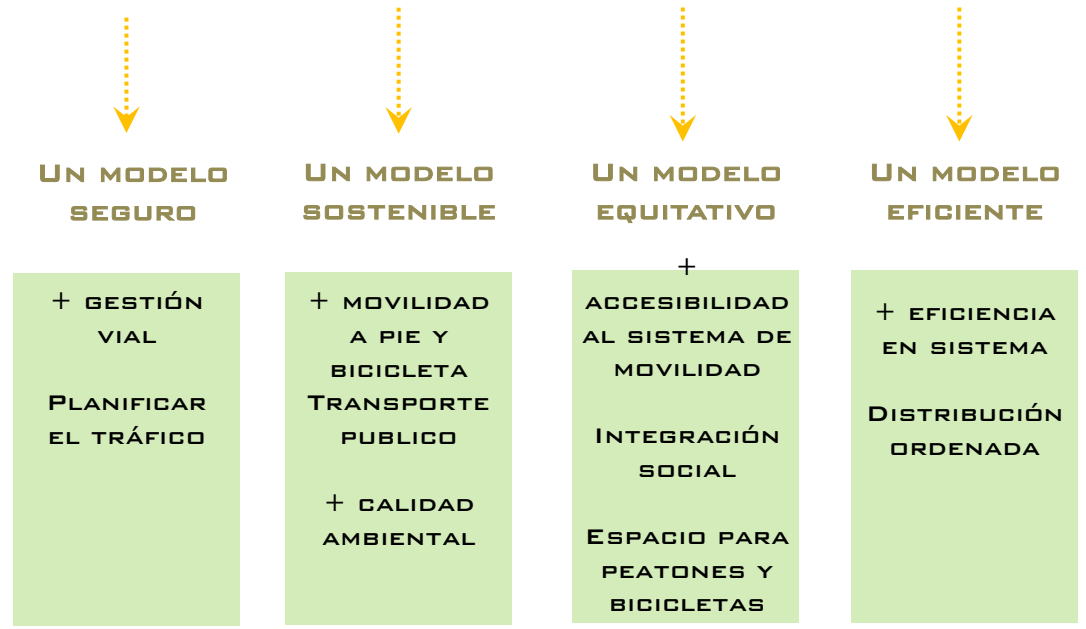 Un modelo
seguro
+ gestión
vial
Planificar
el tráfico
Un modelo
sostenible
+ movilidad
a pie y
bicicleta
Transporte
publico
+ calidad
ambiental
Un modelo
equitativo
+
accesibilidad
al sistema de
movilidad
Integración
social
Espacio para
peatones y
bicicletas
Un modelo
eficiente
+ eficiencia
en sistema
Distribución
ordenada